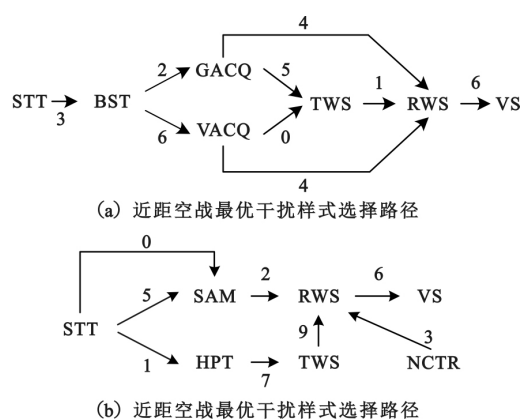 4
2 GACQ 5
STT BST TWS 1 RWS 6 VS
3
6 VACQ 0
4
(a) 近距空战最优干扰样式选择路径
0
5 SAM 2 RWS 6 VS
STT
9 3
1 HPT TWS NCTR
7
(b) 近距空战最优干扰样式选择路径